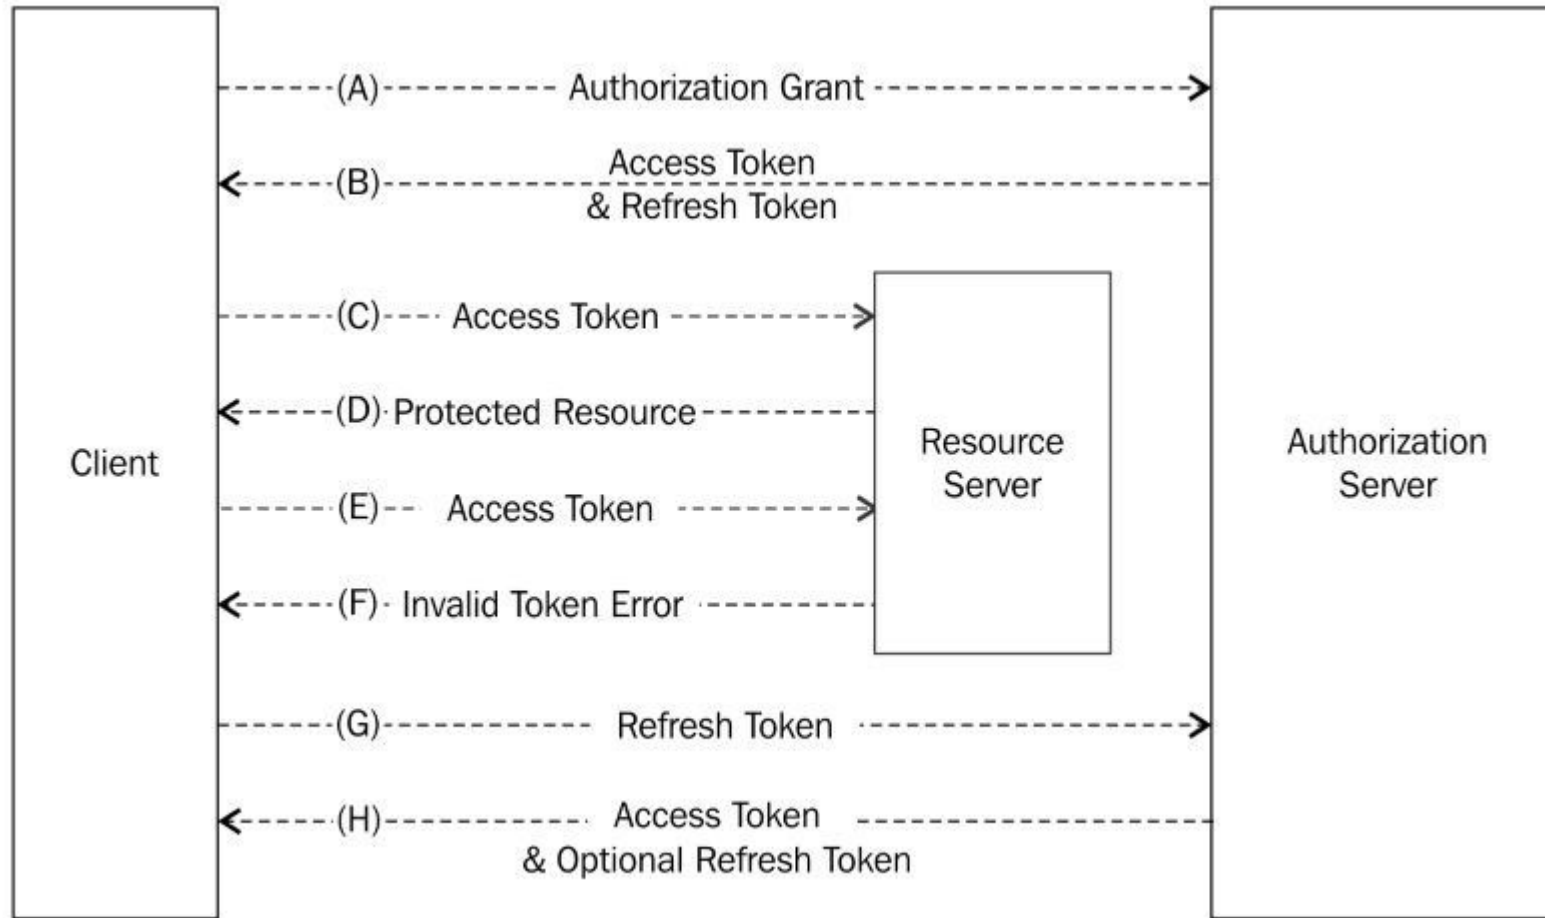 (A) Authorization Grant
Access Token
(B)
& Refresh Token
(C) Access Token
(D) Protected Resource
Client
Resource
Server
Authorization
Server
(E) Access Token
(F) Invalid Token Error
(G) Refresh Token
(H) Access Token
& Optional Refresh Token